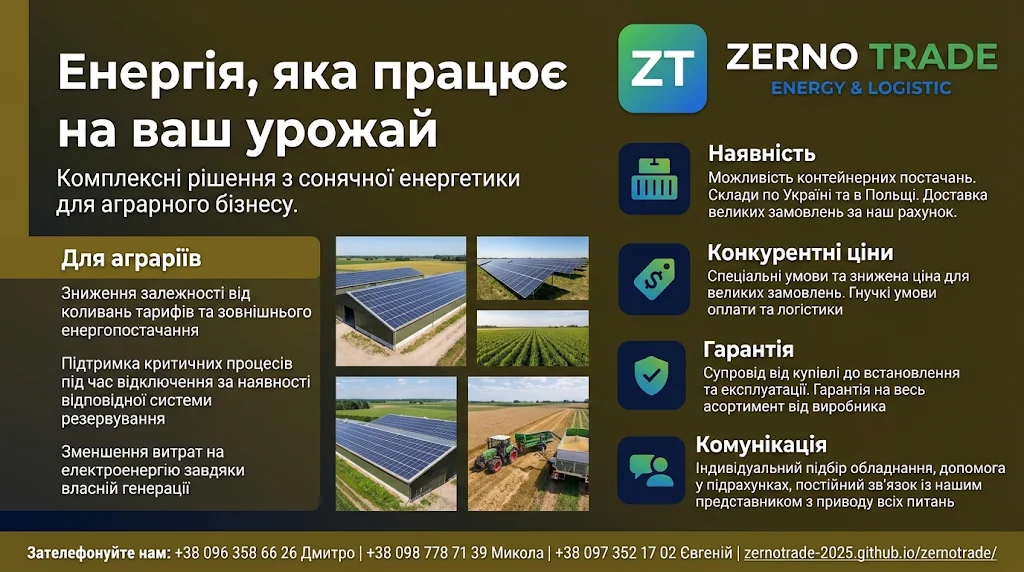 Енергія, яка працює
на ваш урожай
Комплексні рішення з сонячної енергетики
для аграрного бізнесу.
Для аграріїв
Зниження залежності від
коливань тарифів та зовнішнього
енергопостачання
Підтримка критичних процесів
під час відключення за наявності
відповідної системи
резервування
Зменшення витрат на
електроенергію завдяки
власній генерації
ZT
ZERNO TRADE
ENERGY & LOGISTIC
Наявність
Можливість контейнерних постачань.
Склади по Україні та в Польщі. Доставка
великих замовлень за наш рахунок.
$
Конкурентні ціни
Спеціальні умови та знижена ціна для
великих замовлень. Гнучкі умови
оплати та логістики
Гарантія
Супровід від купівлі до встановлення
та експлуатації. Гарантія на весь
асортимент від виробника
Комунікація
Індивідуальний підбір обладнання, допомога
у підрахунках, постійний зв'язок із нашим
представником з приводу всіх питань
Зателефонуйте нам: +38 096 358 66 26 Дмитро | +38 098 778 71 39 Микола | +38 097 352 17 02 Євгеній | zernotrade-2025.github.io/zernotrade/